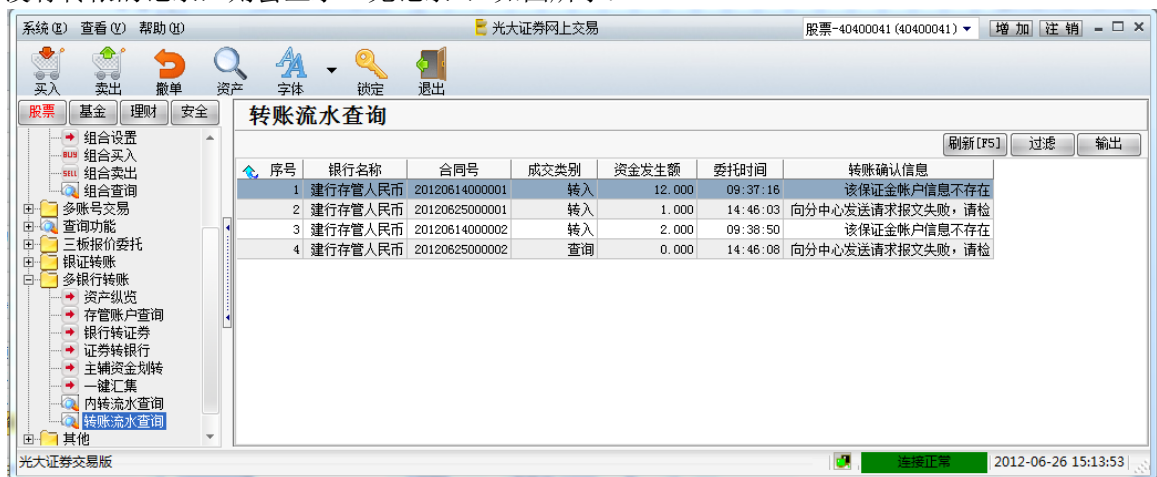 系统(E) 查看(V) 帮助(H) 光大证券网上交易 股票-40400041(40400041) 增 加 注 销
买入 卖出 撤单 资产 字体 锁定 退出
股票 基金 理财 安全
转账流水查询
刷新[F5] 过滤 输出
组合设置
BUY 组合买入
SELL 组合卖出
组合查询
多账号交易
查询功能
三板报价委托
银证转账
多银行转账
资产纵览
存管账户查询
银行转证券
证券转银行
主辅资金划转
一键汇集
内转流水查询
转账流水查询
其他
序号 银行名称 合同号 成交类别 资金发生额 委托时间 转账确认信息
1 建行存管人民币 20120614000001 转入 12.000 09:37:16 该保证金帐户信息不存在
2 建行存管人民币 20120625000001 转入 1.000 14:46:03 向分中心发送请求报文失败，请检
3 建行存管人民币 20120614000002 转入 2.000 09:38:50 该保证金帐户信息不存在
4 建行存管人民币 20120625000002 查询 0.000 14:46:08 向分中心发送请求报文失败，请检
光大证券交易版 连接正常 2012-06-26 15:13:53